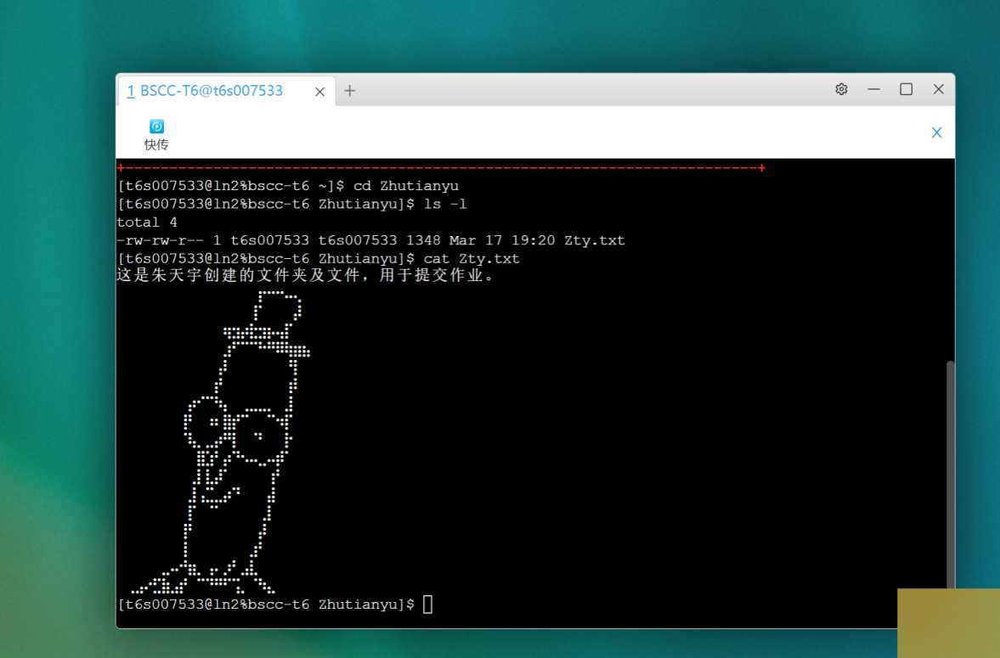 1 BSCC-T6@t6s007533
快传
[t6s007533@ln2%bscc-t6 ~]$ cd Zhutianyu
[t6s007533@ln2%bscc-t6 Zhutianyu]$ ls -l
total 4
-rw-rw-r-- 1 t6s007533 t6s007533 1348 Mar 17 19:20 Zty.txt
[t6s007533@ln2%bscc-t6 Zhutianyu]$ cat Zty.txt
这是朱天宇创建的文件夹及文件，用于提交作业。
[t6s007533@ln2%bscc-t6 Zhutianyu]$